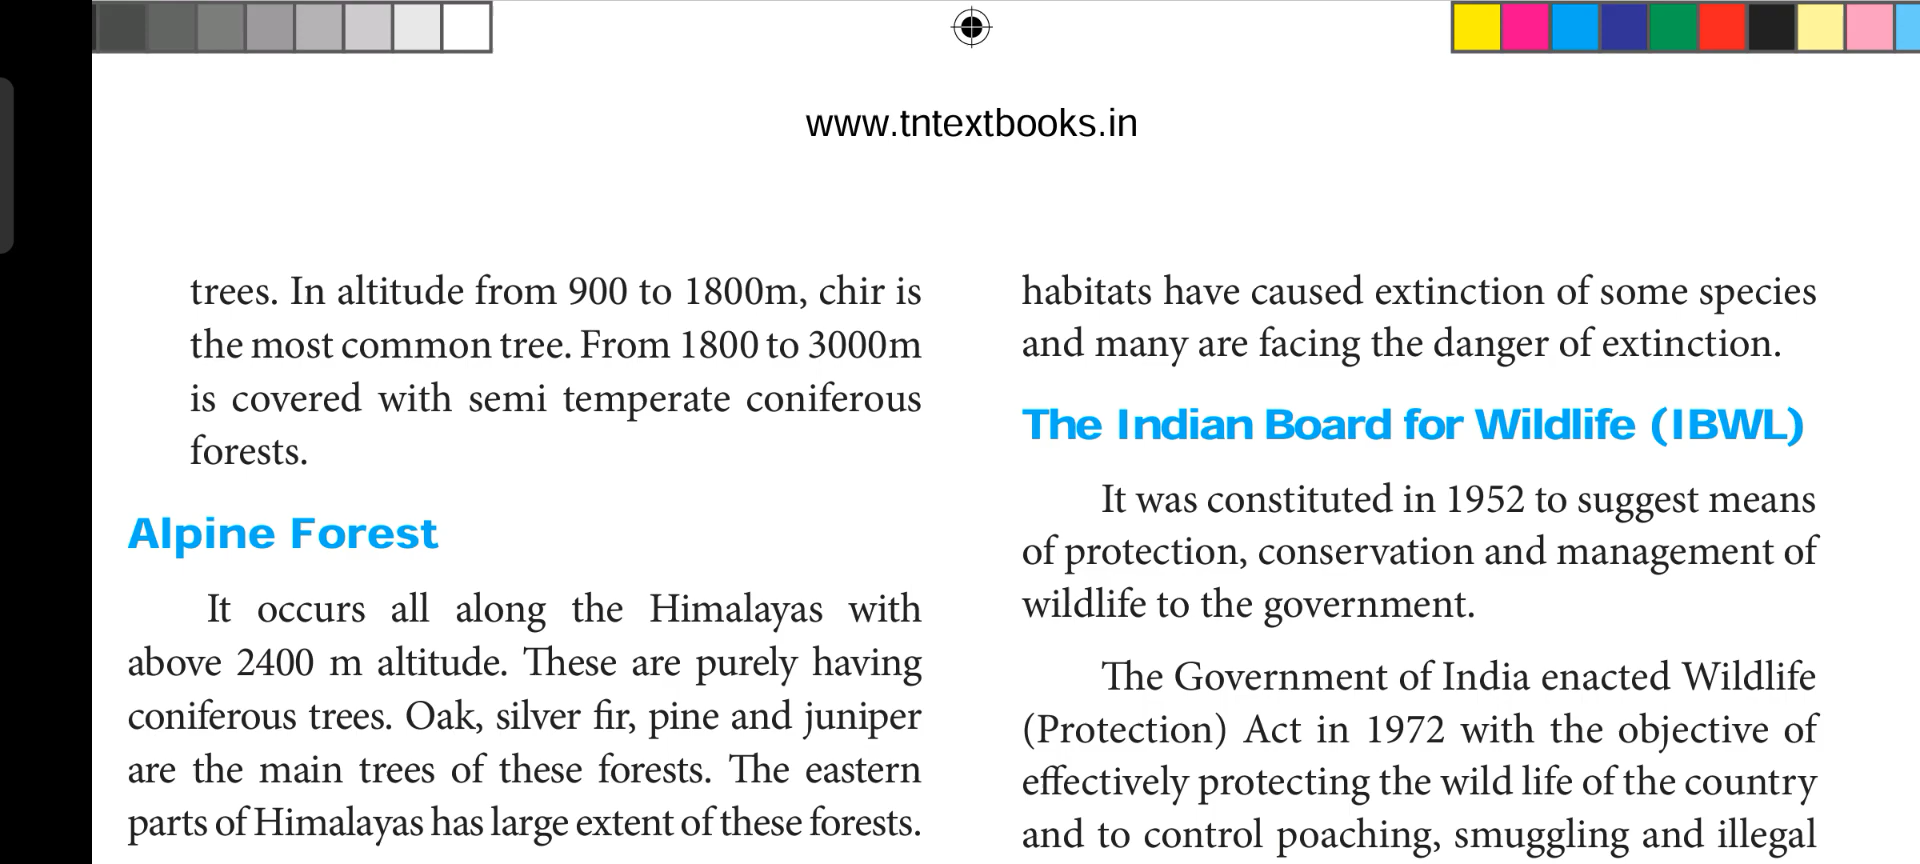 www.tntextbooks.in
trees. In altitude from 900 to 1800m, chir is
the most common tree. From 1800 to 3000m
is covered with semi temperate coniferous
forests.
Alpine Forest
It occurs all along the Himalayas with
above 2400 m altitude. These are purely having
coniferous trees. Oak, silver fir, pine and juniper
are the main trees of these forests. The eastern
parts of Himalayas has large extent of these forests.
habitats have caused extinction of some species
and many are facing the danger of extinction.
The Indian Board for Wildlife (IBWL)
It was constituted in 1952 to suggest means
of protection, conservation and management of
wildlife to the government.
The Government of India enacted Wildlife
(Protection) Act in 1972 with the objective of
effectively protecting the wild life of the country
and to control poaching, smuggling and illegal